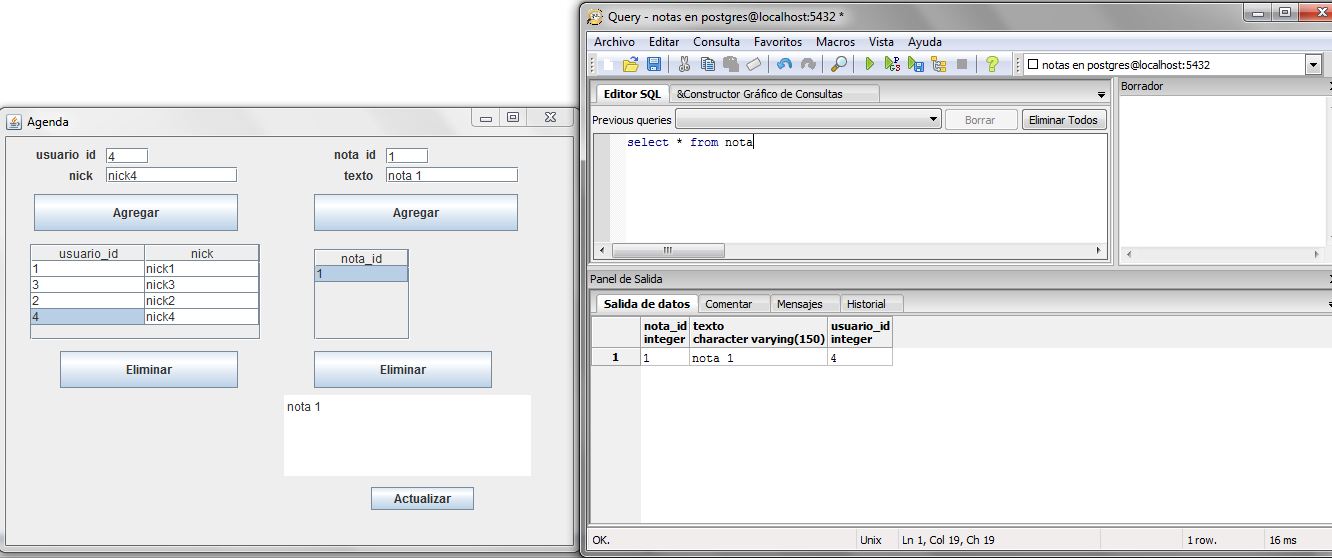 Agenda
usuario id 4
nick nick4
Agregar
usuario_id nick
1 nick1
3 nick3
2 nick2
4 nick4
Eliminar
nota id 1
texto nota 1
Agregar
nota_id
1
Eliminar
nota 1
Actualizar
Query - notas en postgres@localhost:5432 *
Archivo Editar Consulta Favoritos Macros Vista Ayuda
notas en postgres@localhost:5432
Editor SQL &Constructor Gráfico de Consultas
Previous queries Borrar Eliminar Todos
select * from nota
Borrador
Panel de Salida
Salida de datos Comentar Mensajes Historial
nota_id texto usuario_id
integer character varying(150) integer
1 1 nota 1 4
OK. Unix Ln 1, Col 19, Ch 19 1 row. 16 ms